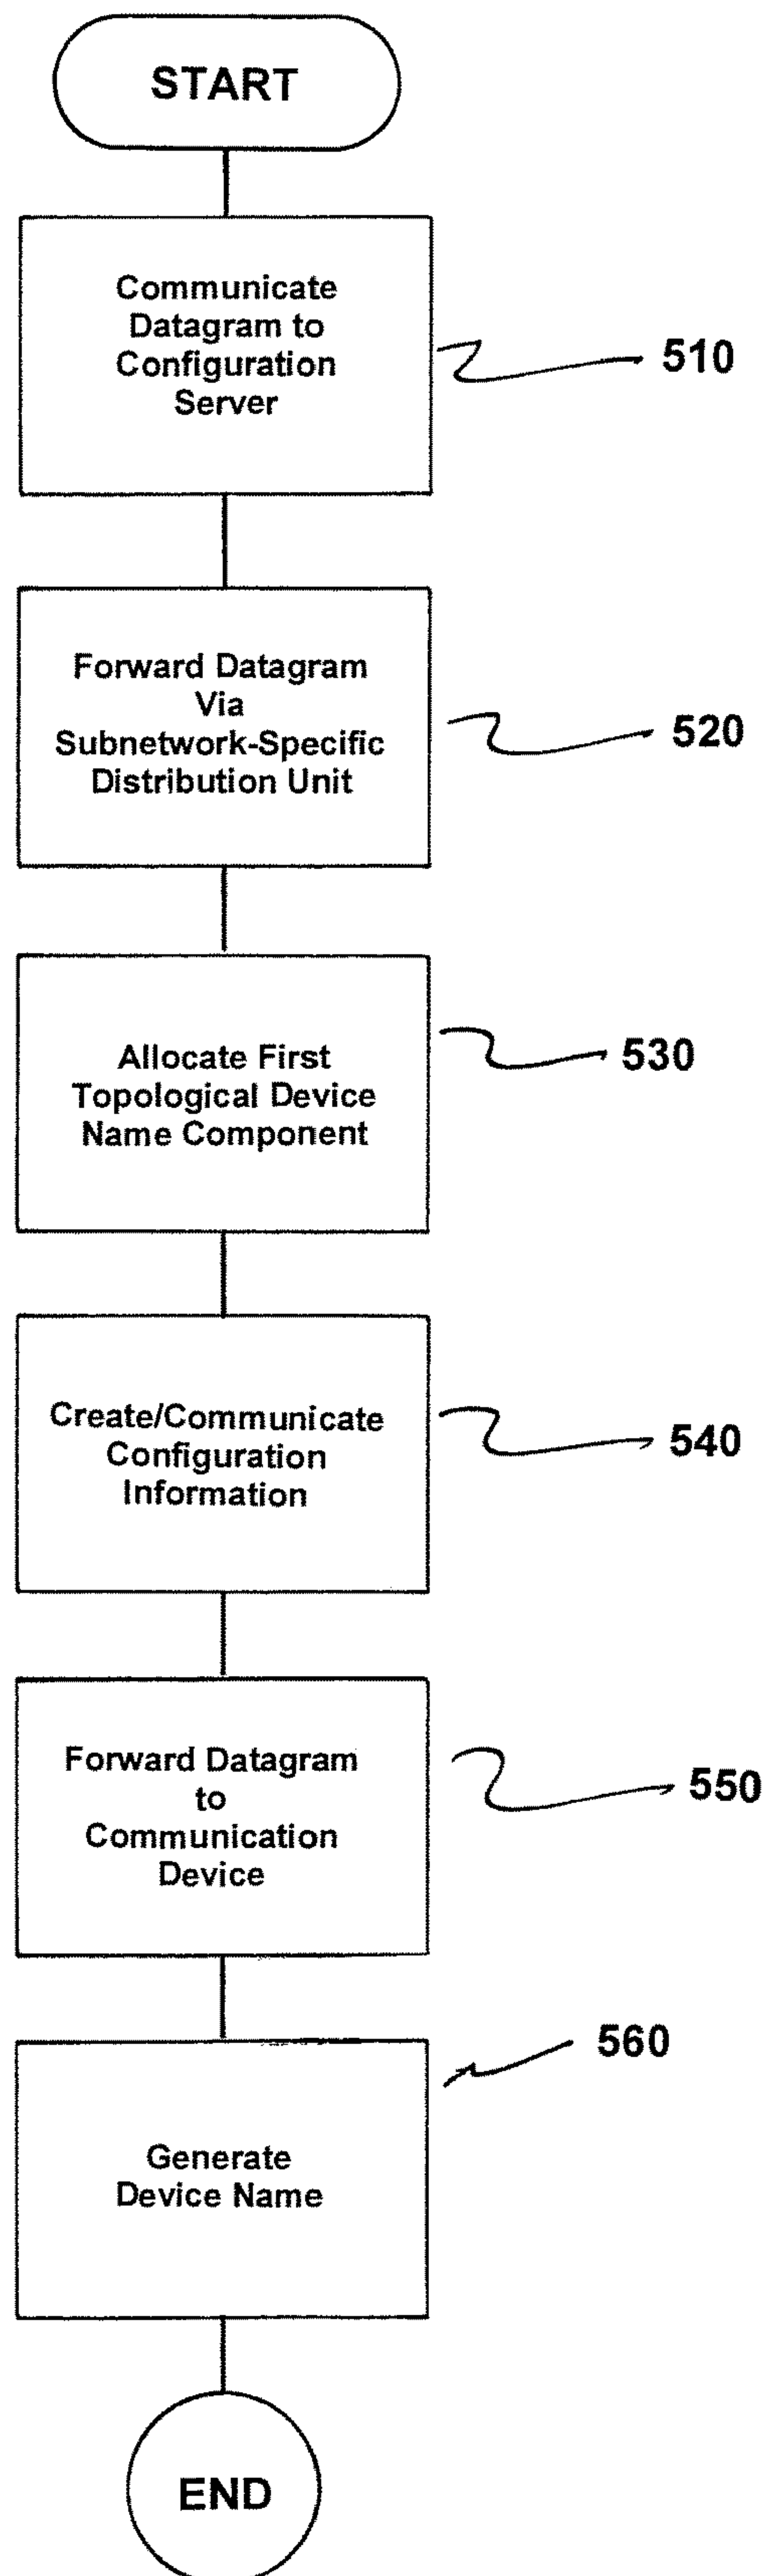 START
Communicate
Datagram to
Configuration
Server
510
Forward Datagram
Via
Subnetwork-Specific
Distribution Unit
520
Allocate First
Topological Device
Name Component
530
Create/Communicate
Configuration
Information
540
Forward Datagram
to
Communication
Device
550
560
Generate
Device Name
END